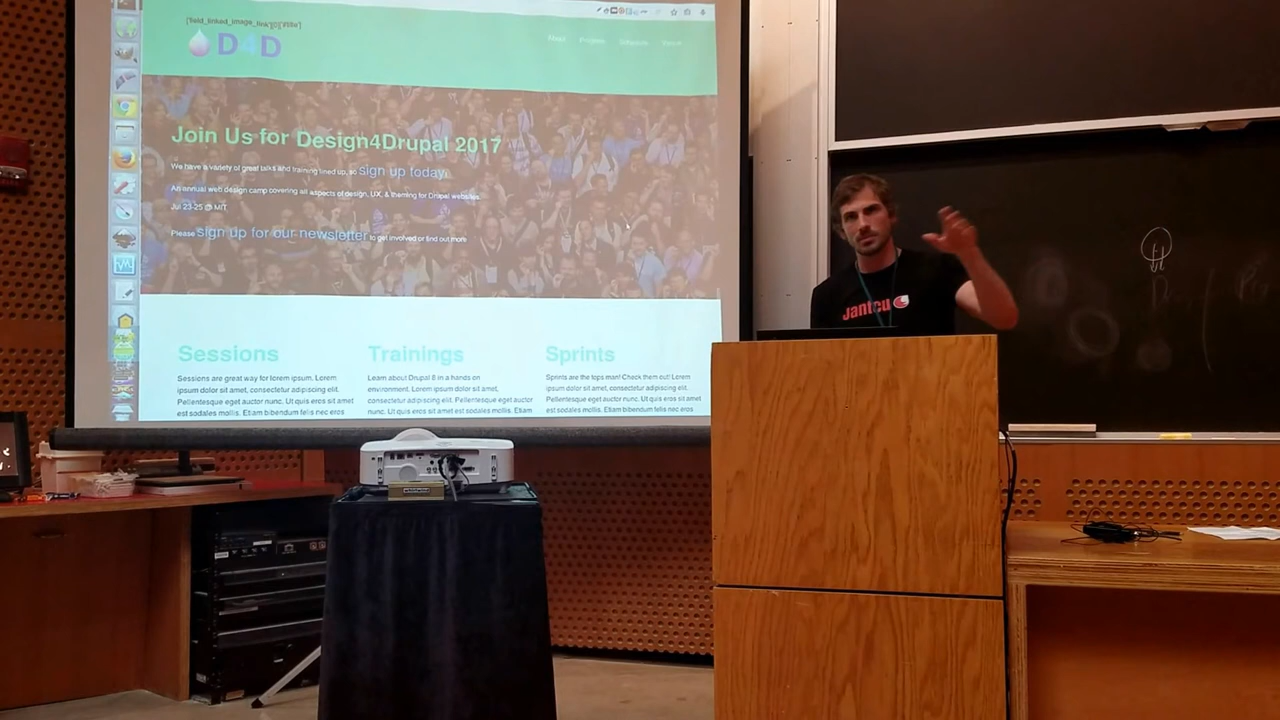 ['field_linked_image_link'][0]['#title']
D4D
About Program
Join Us for Design4Drupal 2017
We have a variety of great talks and training lined up, so sign up today!
An annual web design camp covering all aspects of design, UX, & theming for Drupal websites.
Jul 23-25 @ MIT
Please sign up for our newsletter to get involved or find out more
Sessions Trainings Sprints
Sessions are great way for lorem ipsum. Lorem
ipsum dolor sit amet, consectetur adipiscing elit.
Pellentesque eget auctor nunc. Ut quis eros sit amet
est sodales mollis. Etiam bibendum felis nec eros
Learn about Drupal 8 in a hands on
environment. Lorem ipsum dolor sit amet,
consectetur adipiscing elit. Pellentesque eget auctor
nunc. Ut quis eros sit amet est sodales mollis. Etiam
Sprints are the tops man! Check them out! Lorem
ipsum dolor sit amet, consectetur adipiscing elit.
Pellentesque eget auctor nunc. Ut quis eros sit amet
est sodales mollis. Etiam bibendum felis nec eros
Jantcu